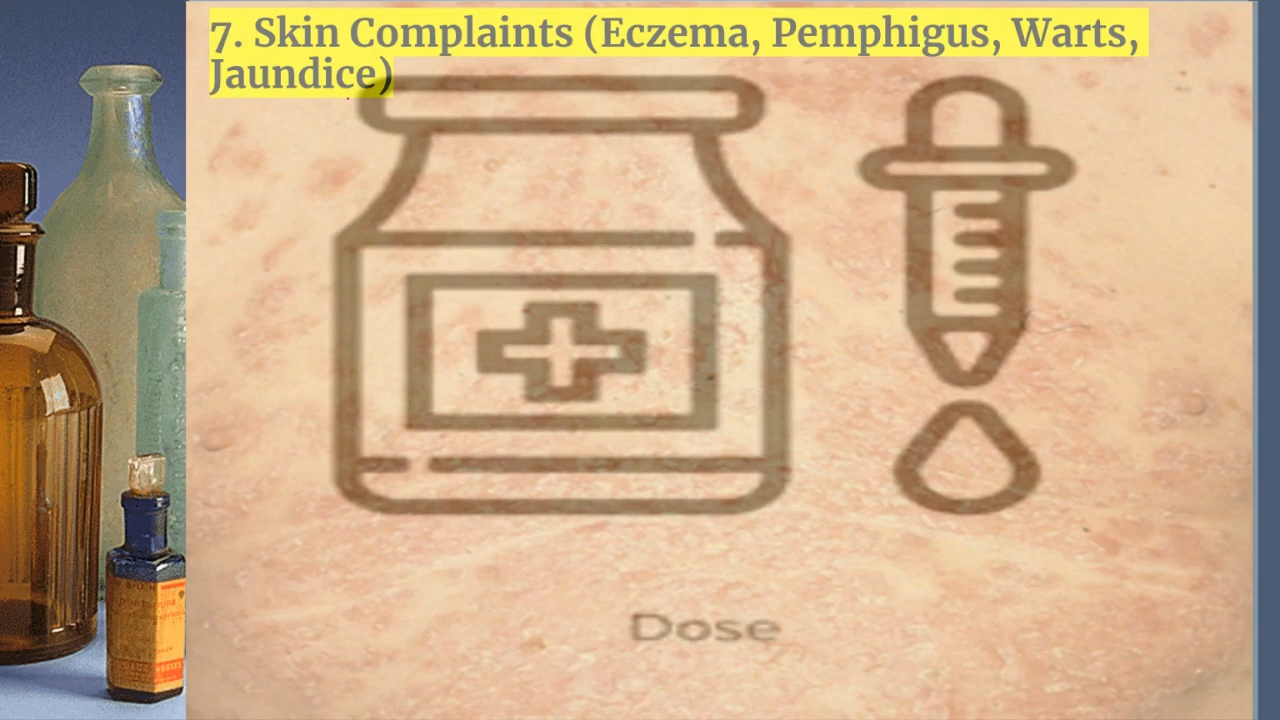 7. Skin Complaints (Eczema, Pemphigus, Warts,
Jaundice)
Dose